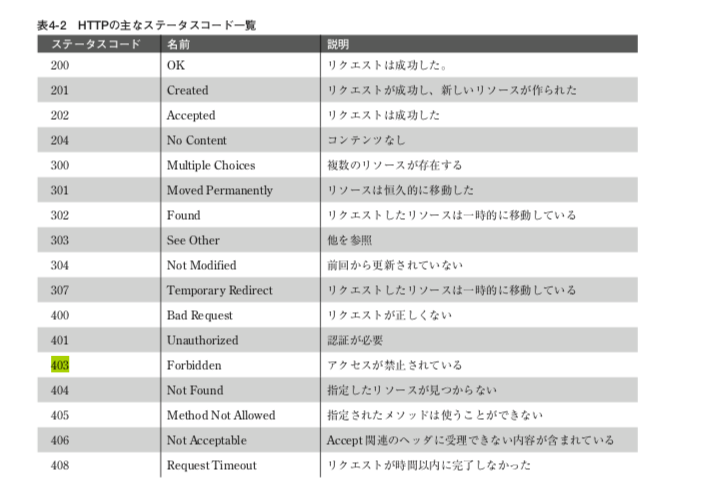 表4-2　HTTPの主なステータスコード一覧
ステータスコード 名前 説明
200 OK リクエストは成功した。
201 Created リクエストが成功し、新しいリソースが作られた
202 Accepted リクエストは成功した
204 No Content コンテンツなし
300 Multiple Choices 複数のリソースが存在する
301 Moved Permanently リソースは恒久的に移動した
302 Found リクエストしたリソースは一時的に移動している
303 See Other 他を参照
304 Not Modified 前回から更新されていない
307 Temporary Redirect リクエストしたリソースは一時的に移動している
400 Bad Request リクエストが正しくない
401 Unauthorized 認証が必要
403 Forbidden アクセスが禁止されている
404 Not Found 指定したリソースが見つからない
405 Method Not Allowed 指定されたメソッドは使うことができない
406 Not Acceptable Accept関連のヘッダに受理できない内容が含まれている
408 Request Timeout リクエストが時間以内に完了しなかった